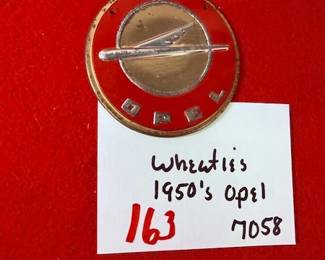 OPEL
Wheaties
1950's Opel
163 7058